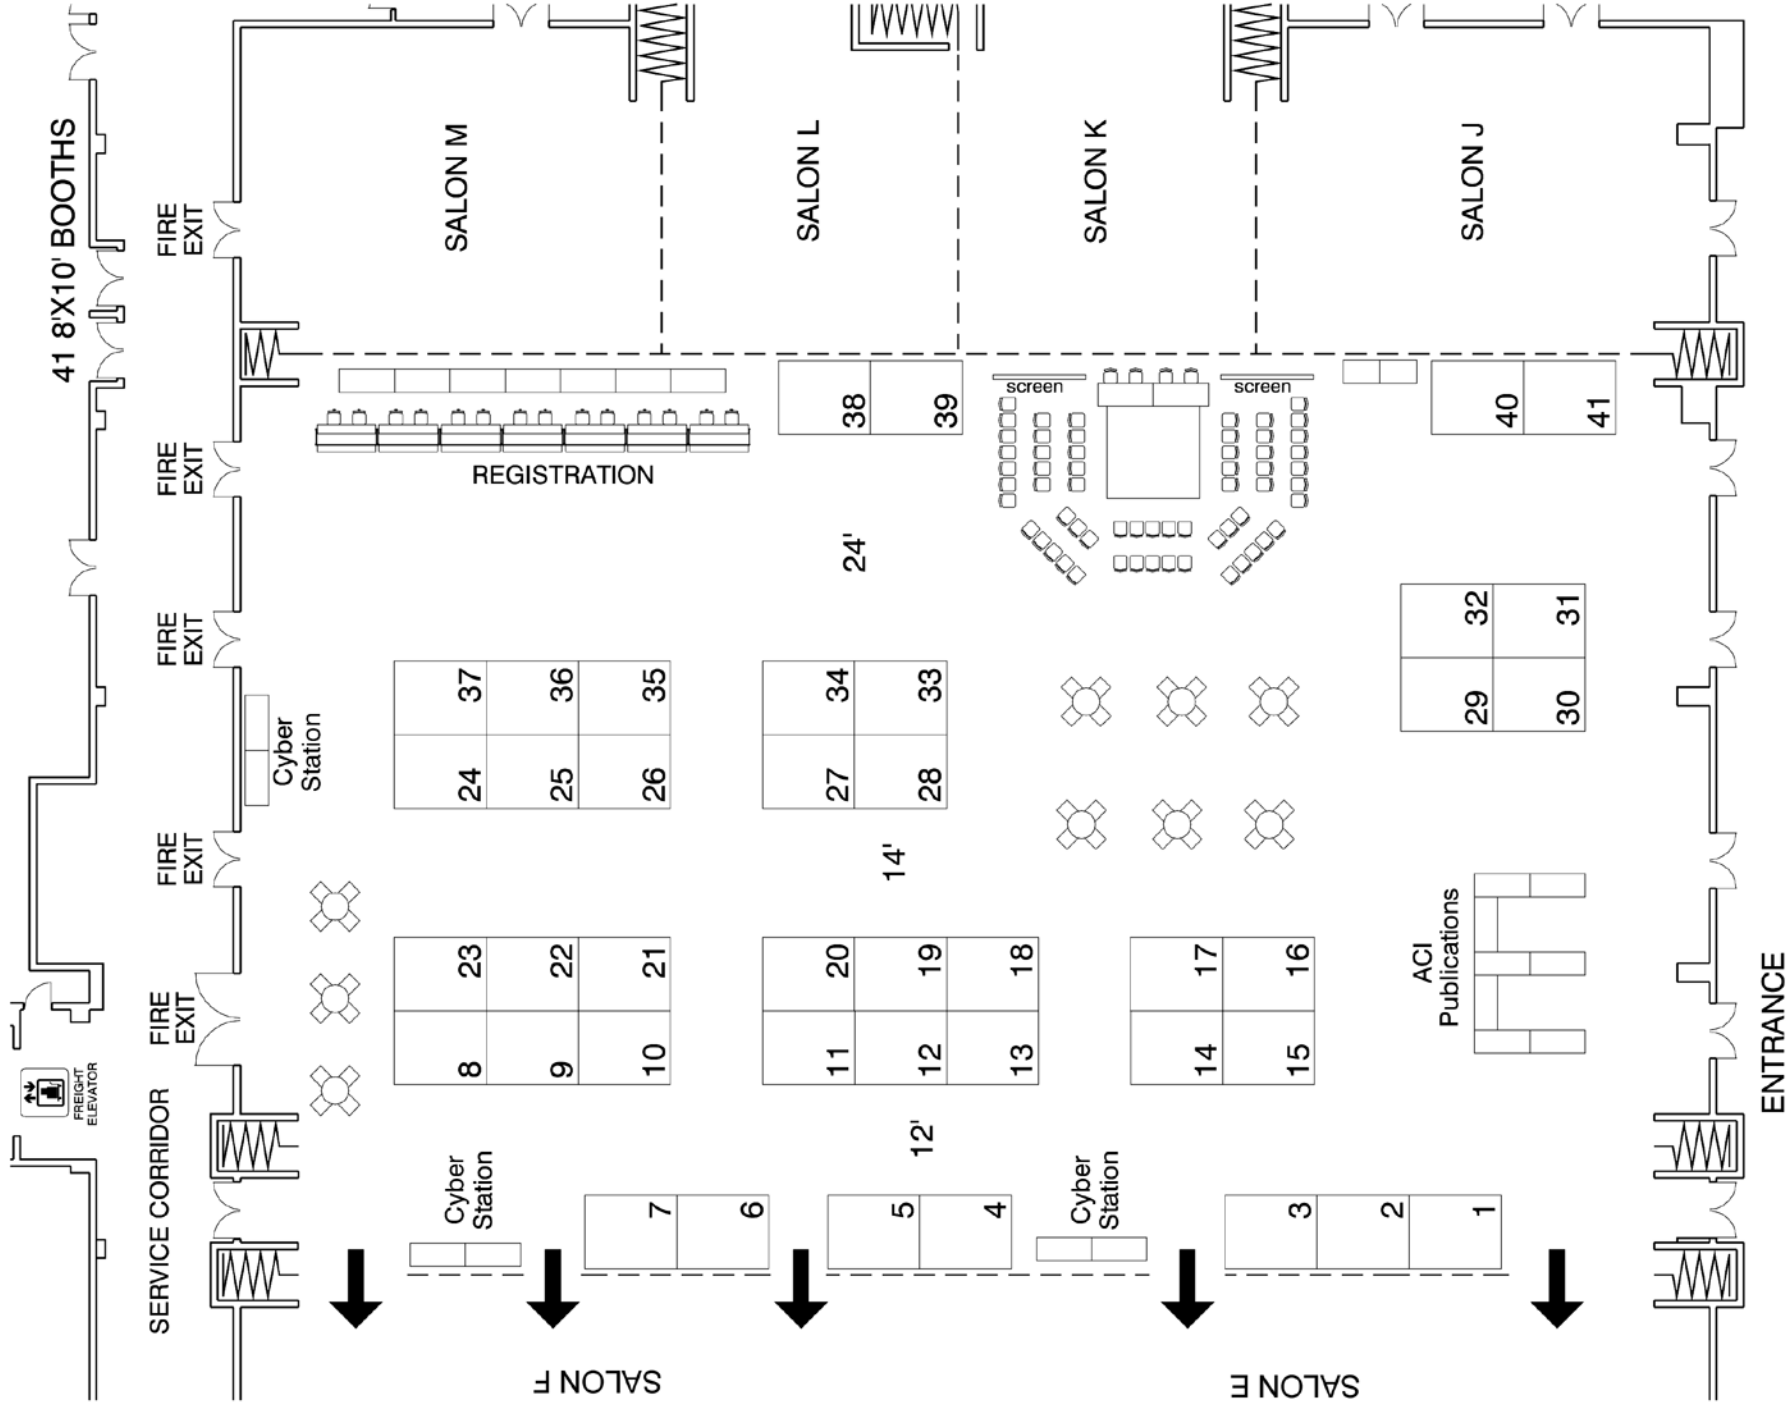 41 8'X10' BOOTHS
FIRE
EXIT
SALON M
SALON L
SALON K
SALON J
screen
screen
38
39
40
41
FIRE
EXIT
REGISTRATION
24'
FIRE
EXIT
32
31
29
30
37
36
35
24
25
26
34
33
27
28
Cyber
Station
FIRE
EXIT
14'
ACI
Publications
23
22
21
8
9
10
20
19
18
11
12
13
17
16
14
15
FIRE
EXIT
ENTRANCE
FREIGHT
ELEVATOR
SERVICE CORRIDOR
12'
Cyber
Station
7
6
5
4
Cyber
Station
3
2
1
SALON F
SALON E